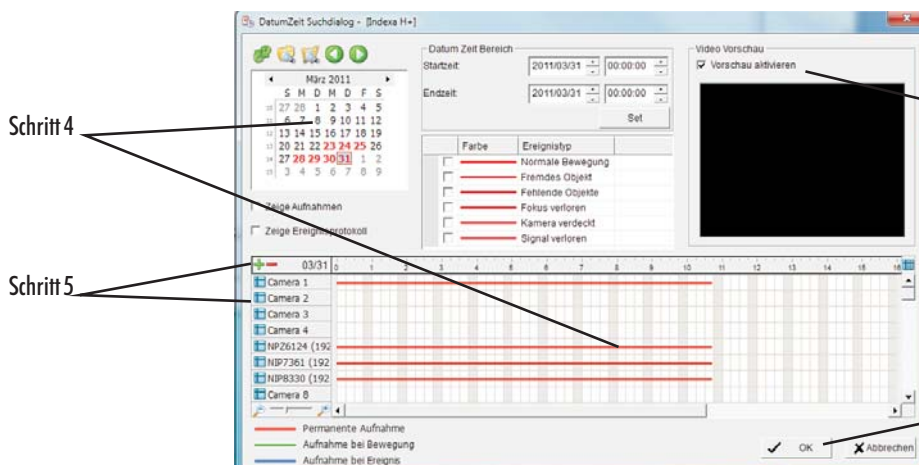 DatumZeit Suchdialog - [Indexa H+]
Datum Zeit Bereich
Startzeit: 2011/03/31 00:00:00
Endzeit: 2011/03/31 00:00:00
Set
Video Vorschau
Vorschau aktivieren
März 2011
S M D M D F S
27 28 1 2 3 4 5
6 7 8 9 10 11 12
13 14 15 16 17 18 19
20 21 22 23 24 25 26
27 28 29 30 31 1 2
3 4 5 6 7 8 9
Schritt 4
Zeige Aufnahmen
Zeige Ereignisprotokoll
Farbe Ereignistyp
Normale Bewegung
Fremdes Objekt
Fehlende Objekte
Fokus verloren
Kamera verdeckt
Signal verloren
Schritt 5
03/31 0 1 2 3 4 5 6 7 8 9 10 11 12 13 14 15 16
Camera 1
Camera 2
Camera 3
Camera 4
NPZ6124 (192
NIP7361 (192
NIP8330 (192
Camera 8
Permanente Aufnahme
Aufnahme bei Bewegung
Aufnahme bei Ereignis
OK Abbrechen